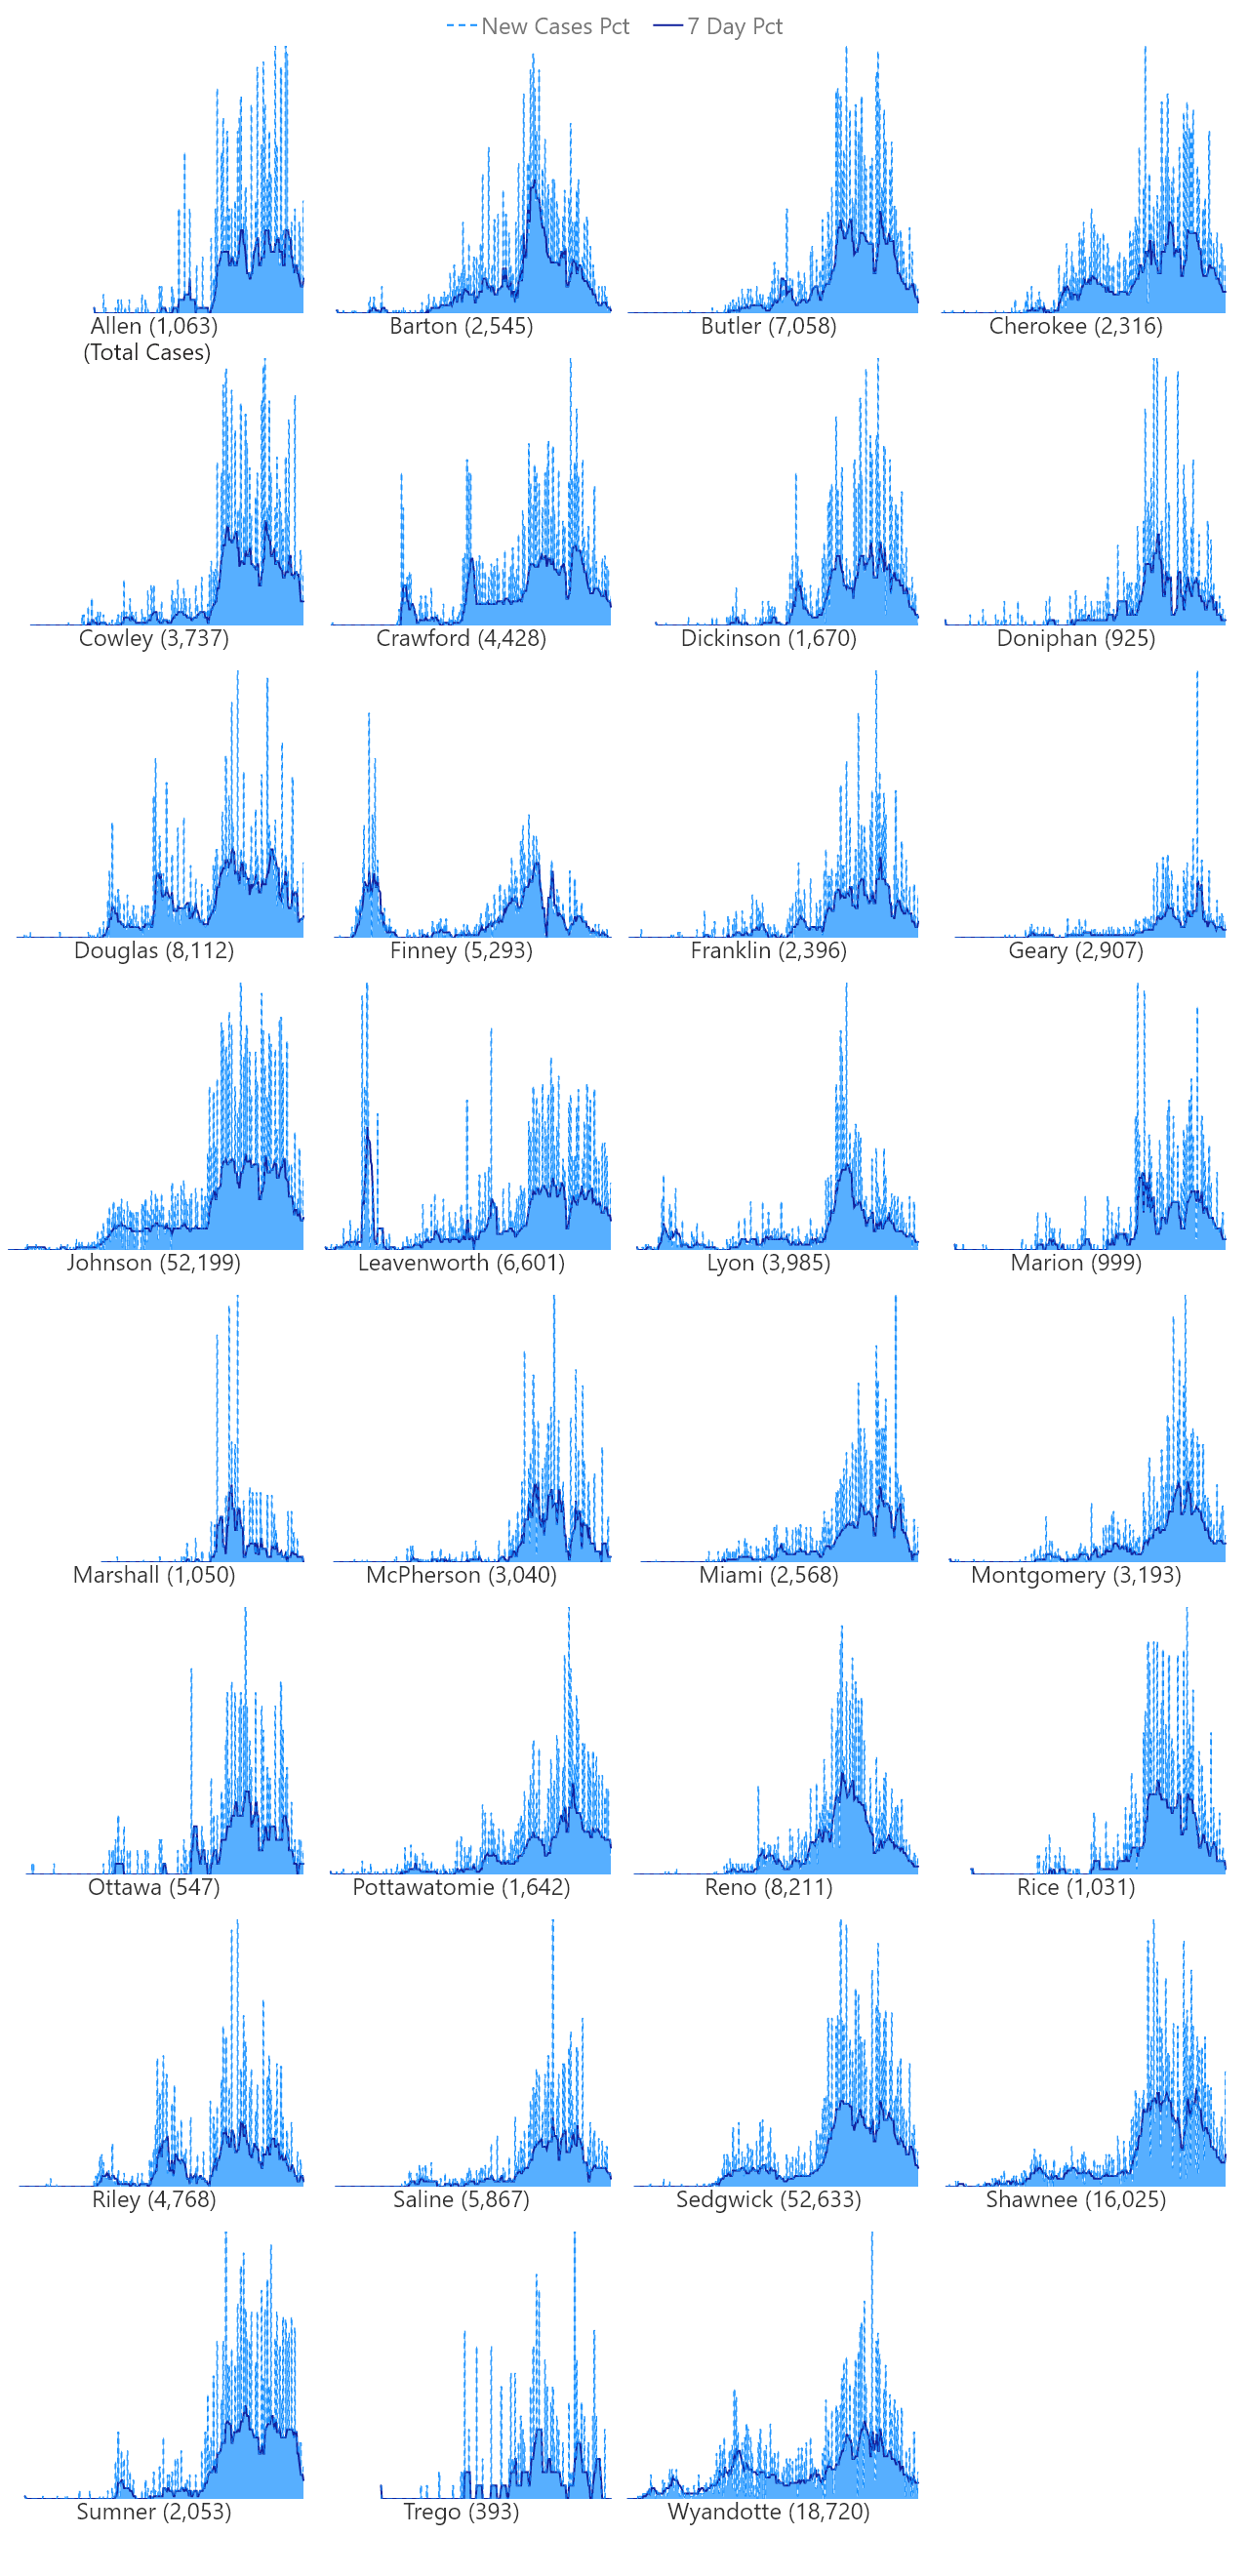 New Cases Pct 7 Day Pct
Allen (1,063) Barton (2,545) Butler (7,058) Cherokee (2,316)
(Total Cases)
Cowley (3,737) Crawford (4,428) Dickinson (1,670) Doniphan (925)
Douglas (8,112) Finney (5,293) Franklin (2,396) Geary (2,907)
Johnson (52,199) Leavenworth (6,601) Lyon (3,985) Marion (999)
Marshall (1,050) McPherson (3,040) Miami (2,568) Montgomery (3,193)
Ottawa (547) Pottawatomie (1,642) Reno (8,211) Rice (1,031)
Riley (4,768) Saline (5,867) Sedgwick (52,633) Shawnee (16,025)
Sumner (2,053) Trego (393) Wyandotte (18,720)